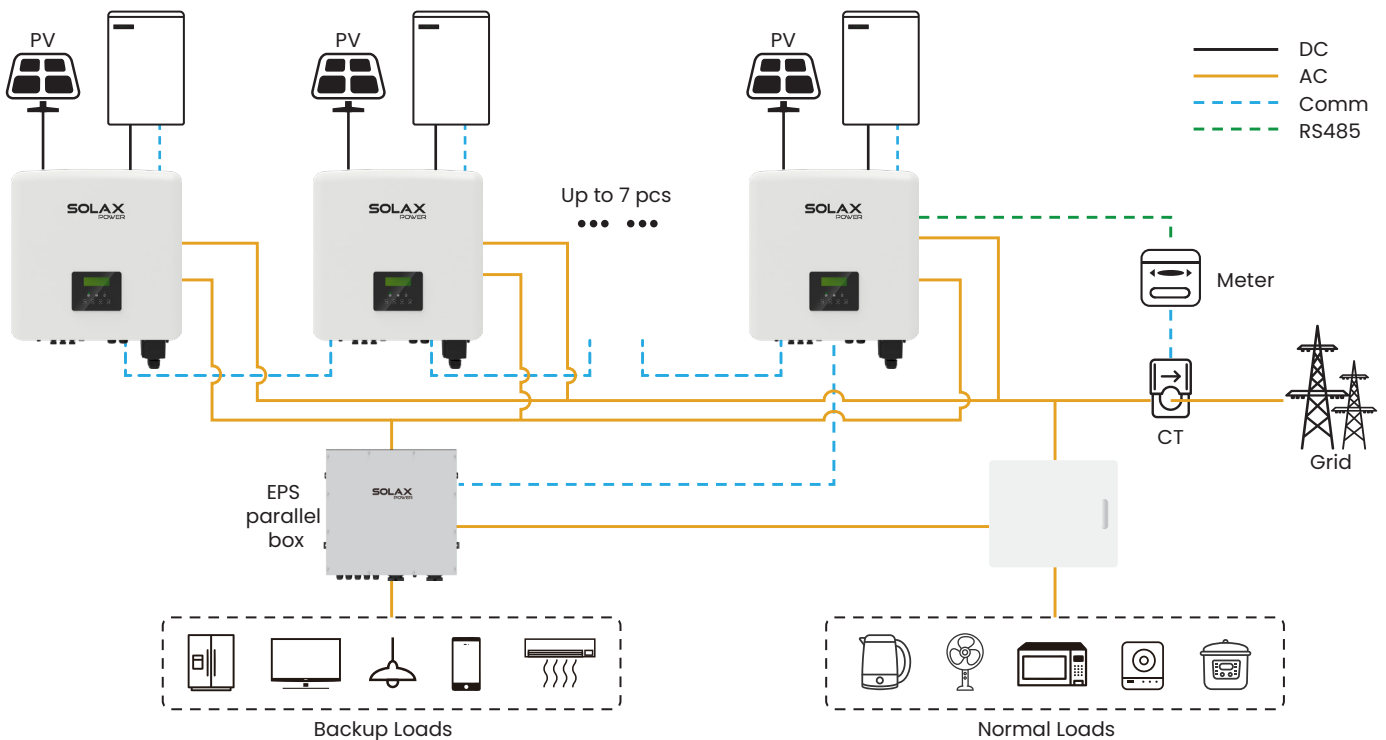 PV
PV
PV
DC
AC
Comm
RS485
SOLAX
POWER
SOLAX
POWER
Up to 7 pcs
SOLAX
POWER
Meter
CT
Grid
EPS
parallel
box
SOLAX
POWER
Backup Loads
Normal Loads